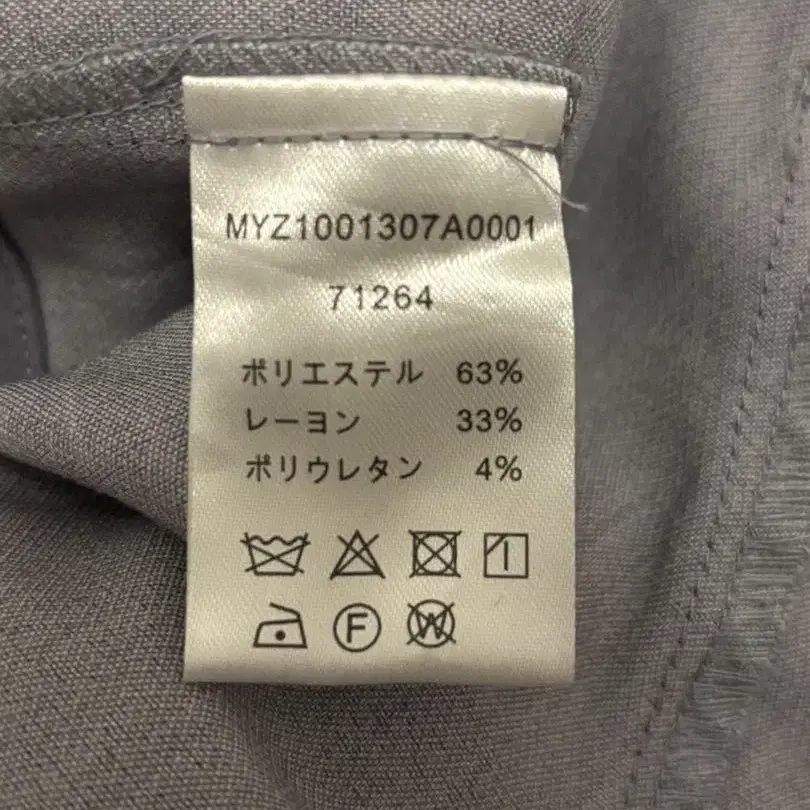 MYZ1001307A0001
71264
ポリエステル 63%
レーヨン 33%
ポリウレタン 4%
F W